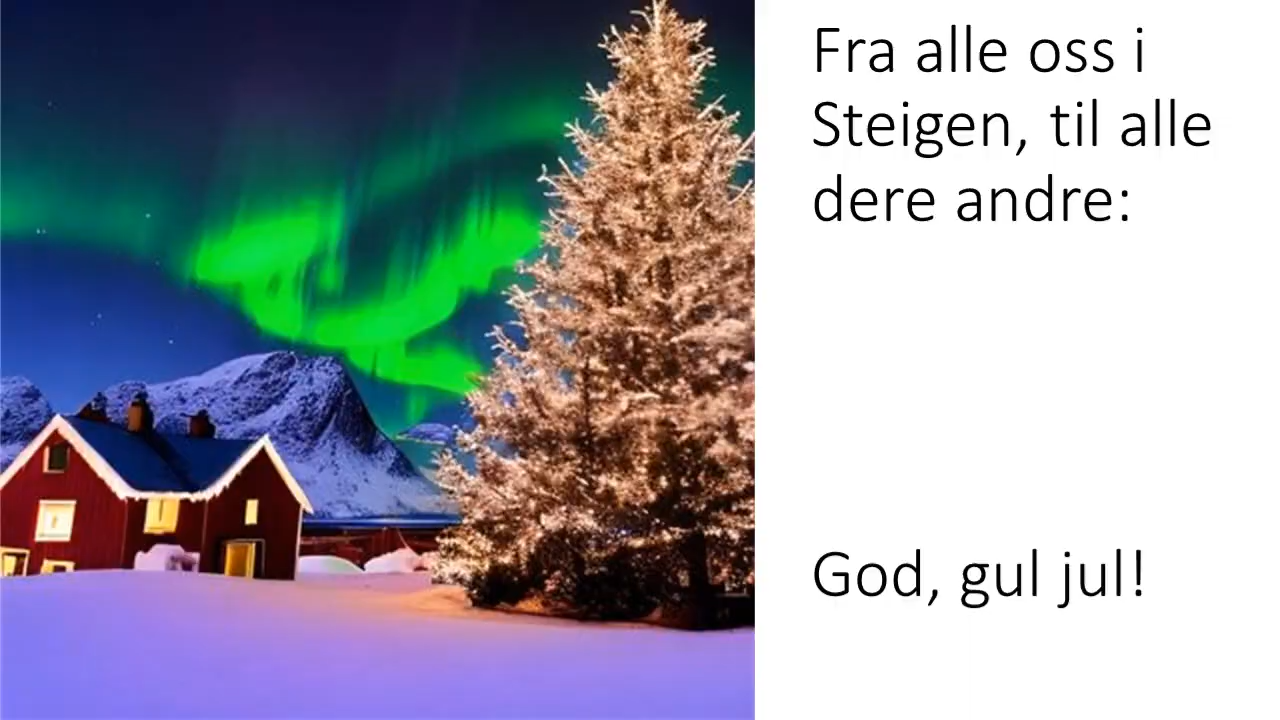 Fra alle oss i
Steigen, til alle
dere andre:
God, gul jul!